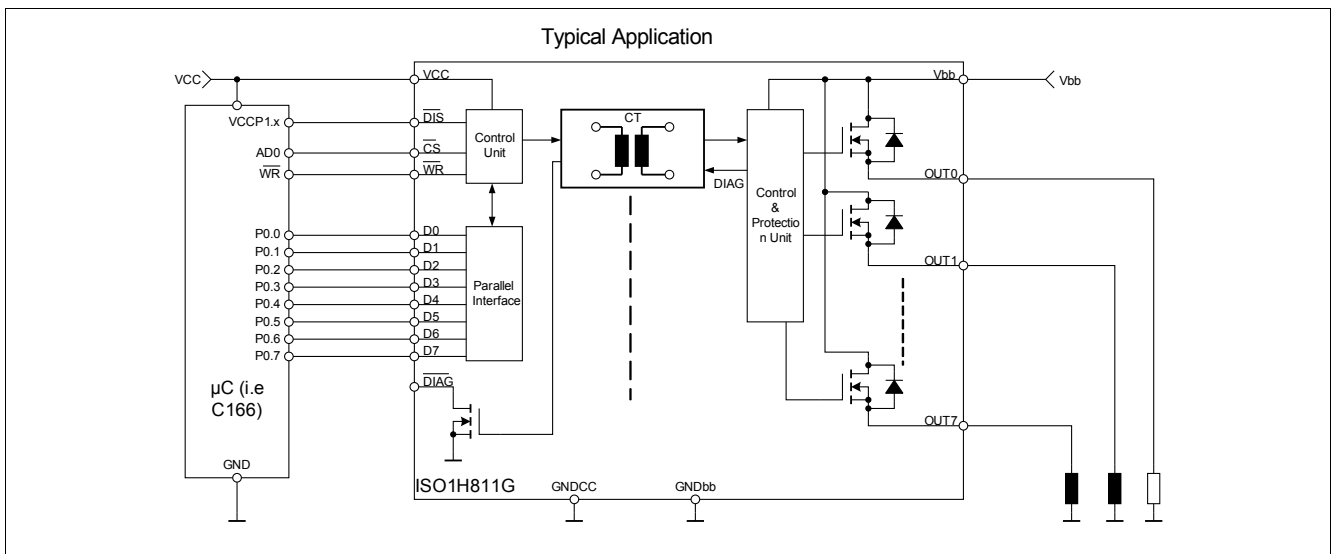 Typical Application
VCC
VCC
Vbb
Vbb
VCCP1.x
DIS
AD0
CS
WR
WR
Control
Unit
CT
DIAG
Control
&
Protectio
n Unit
OUT0
OUT1
OUT7
P0.0
P0.1
P0.2
P0.3
P0.4
P0.5
P0.6
P0.7
D0
D1
D2
D3
D4
D5
D6
D7
Parallel
Interface
DIAG
µC (i.e
C166)
GND
ISO1H811G
GNDCC
GNDbb